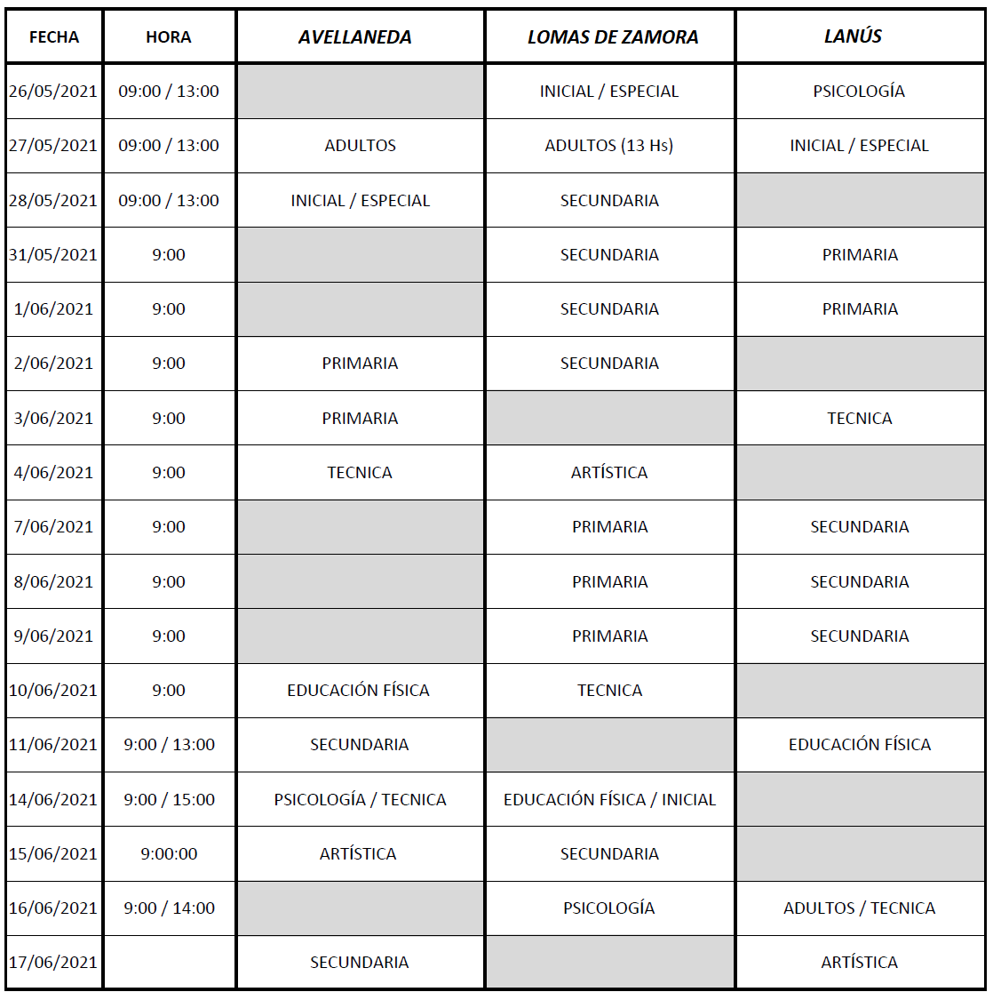 FECHA HORA AVELLANEDA LOMAS DE ZAMORA LANÚS
26/05/2021 09:00 / 13:00 INICIAL / ESPECIAL PSICOLOGÍA
27/05/2021 09:00 / 13:00 ADULTOS ADULTOS (13 Hs) INICIAL / ESPECIAL
28/05/2021 09:00 / 13:00 INICIAL / ESPECIAL SECUNDARIA
31/05/2021 9:00 SECUNDARIA PRIMARIA
1/06/2021 9:00 SECUNDARIA PRIMARIA
2/06/2021 9:00 PRIMARIA SECUNDARIA
3/06/2021 9:00 PRIMARIA TECNICA
4/06/2021 9:00 TECNICA ARTÍSTICA
7/06/2021 9:00 PRIMARIA SECUNDARIA
8/06/2021 9:00 PRIMARIA SECUNDARIA
9/06/2021 9:00 PRIMARIA SECUNDARIA
10/06/2021 9:00 EDUCACIÓN FÍSICA TECNICA
11/06/2021 9:00 / 13:00 SECUNDARIA EDUCACIÓN FÍSICA
14/06/2021 9:00 / 15:00 PSICOLOGÍA / TECNICA EDUCACIÓN FÍSICA / INICIAL
15/06/2021 9:00:00 ARTÍSTICA SECUNDARIA
16/06/2021 9:00 / 14:00 PSICOLOGÍA ADULTOS / TECNICA
17/06/2021 SECUNDARIA ARTÍSTICA